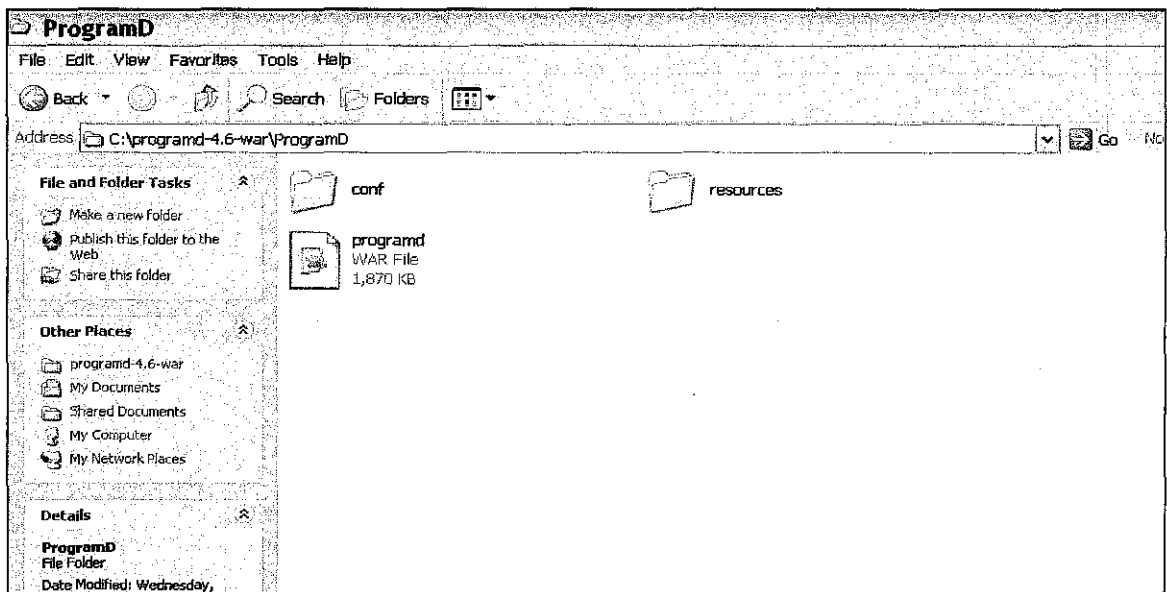 ProgramD
File Edit View Favorites Tools Help
Back Search Folders
Address C:\programd-4.6-war\ProgramD Go
File and Folder Tasks
Make a new folder
Publish this folder to the
Web
Share this folder
conf
resources
programd
WAR File
1,870 KB
Other Places
programd-4.6-war
My Documents
Shared Documents
My Computer
My Network Places
Details
ProgramD
File Folder
Date Modified: Wednesday,